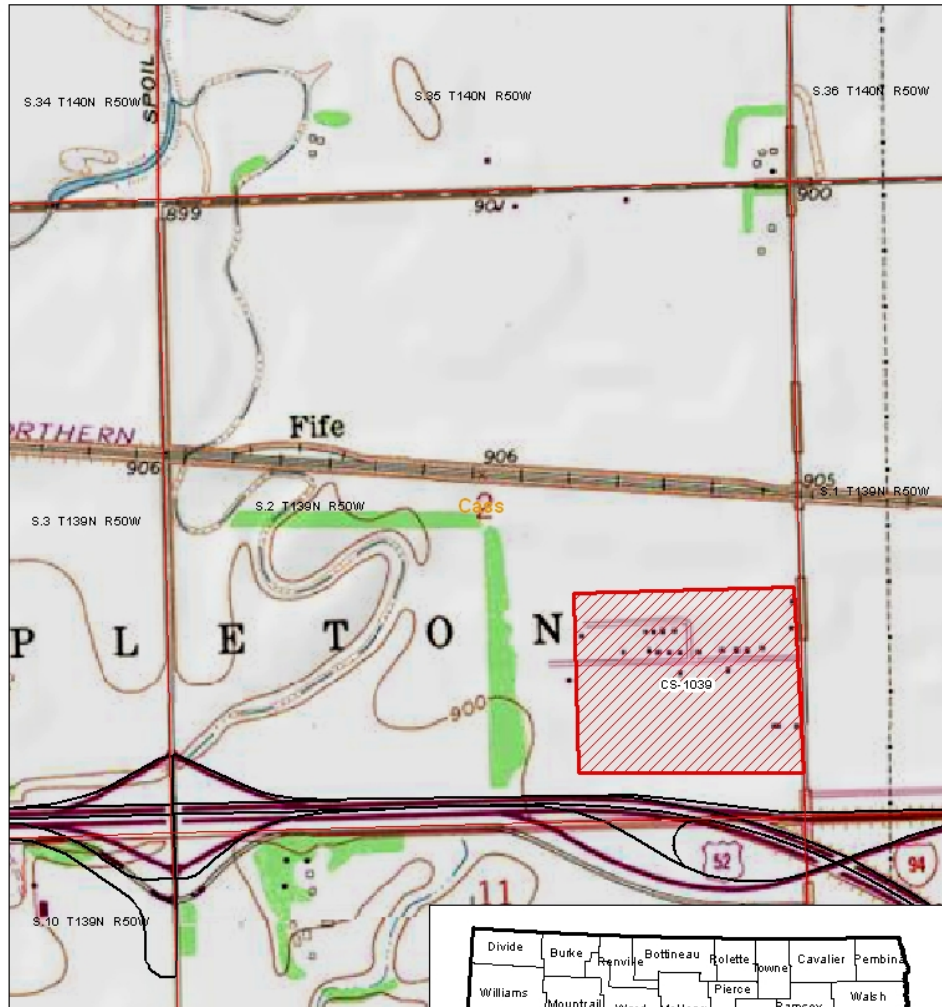 SPOIL
S.34 T140N R50W
S.35 T140N R50W
S.36 T140N R50W
899
901
900
RTHERN
Fife
906
906
905
S.3 T139N R50W
S.2 T139N R50W
2
Cass
S.1 T139N R50W
P L E T O N
CS-1039
900
52
94
11
S.10 T139N R50W
Divide
Burke
Renville
Bottineau
Rolette
Towner
Cavalier
Pembina
Williams
Mountrail
Pierce
Ramsey
Walsh